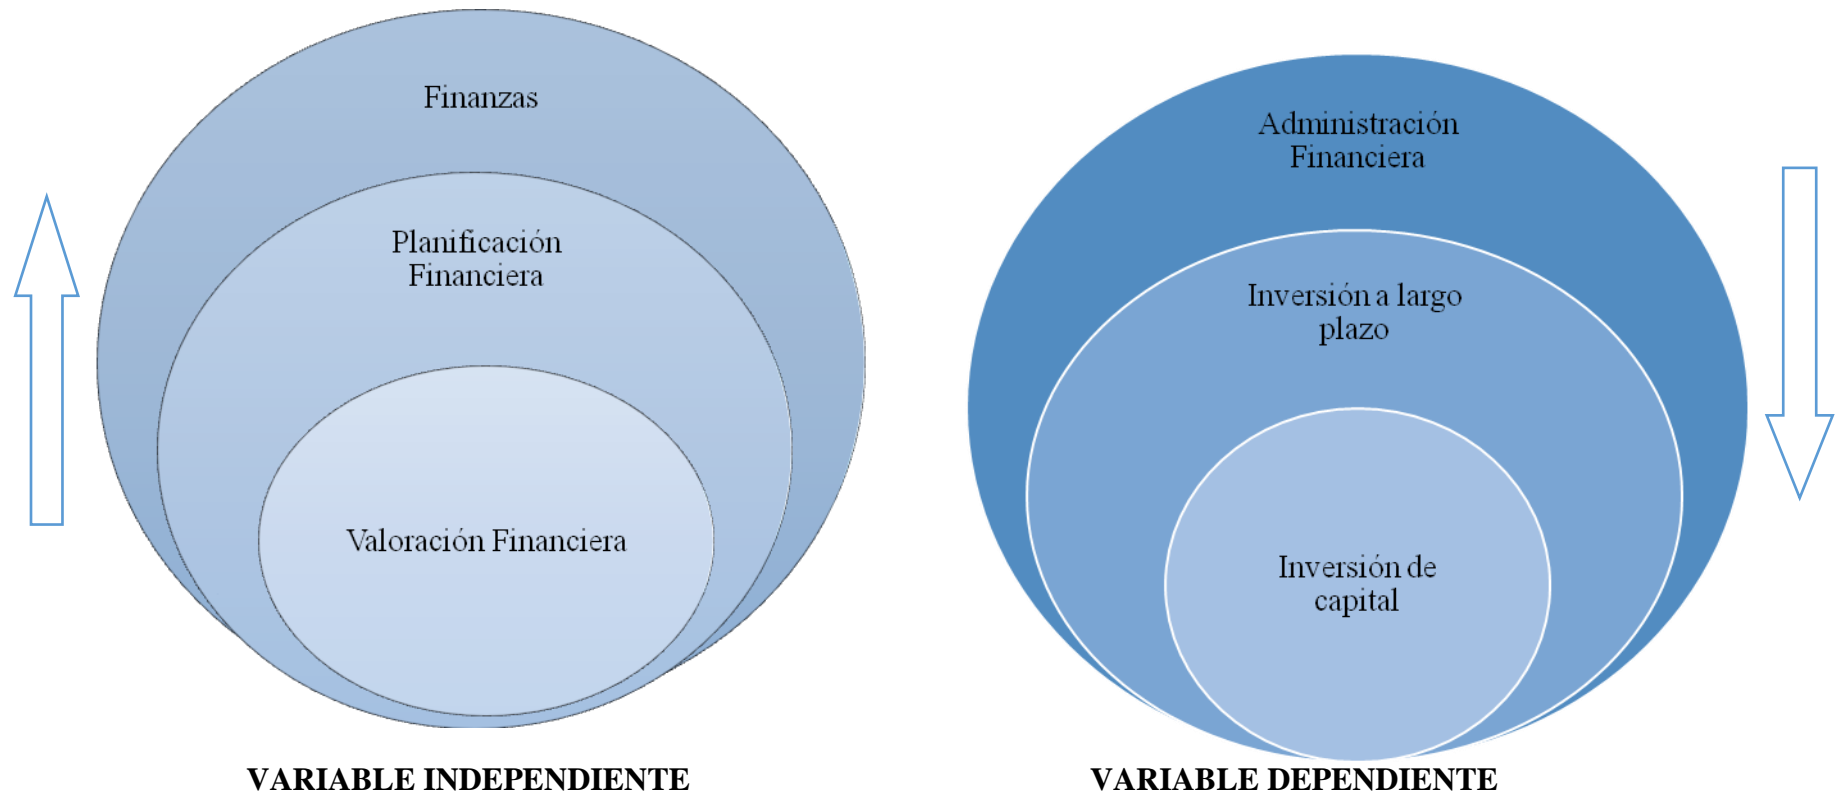 Finanzas
Planificación
Financiera
Valoración Financiera
VARIABLE INDEPENDIENTE
Administración
Financiera
Inversión a largo
plazo
Inversión de
capital
VARIABLE DEPENDIENTE